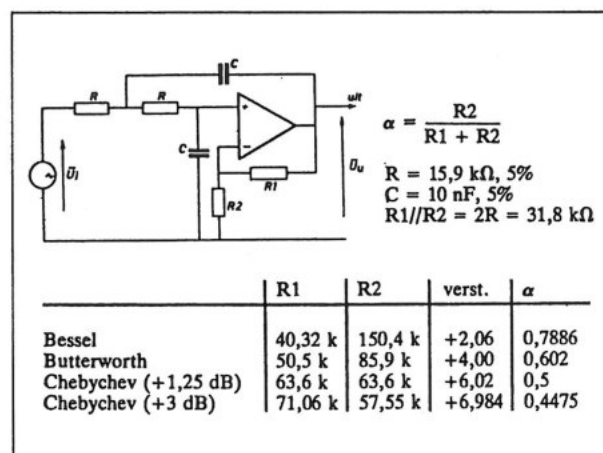 C
R
R
uit
+
C
−
R1
R2
U̅i
U̅u
α = R2 / R1 + R2
R = 15,9 kΩ, 5%
C = 10 nF, 5%
R1//R2 = 2R = 31,8 kΩ
R1 R2 verst. α
Bessel 40,32 k 150,4 k +2,06 0,7886
Butterworth 50,5 k 85,9 k +4,00 0,602
Chebychev (+1,25 dB) 63,6 k 63,6 k +6,02 0,5
Chebychev (+3 dB) 71,06 k 57,55 k +6,984 0,4475